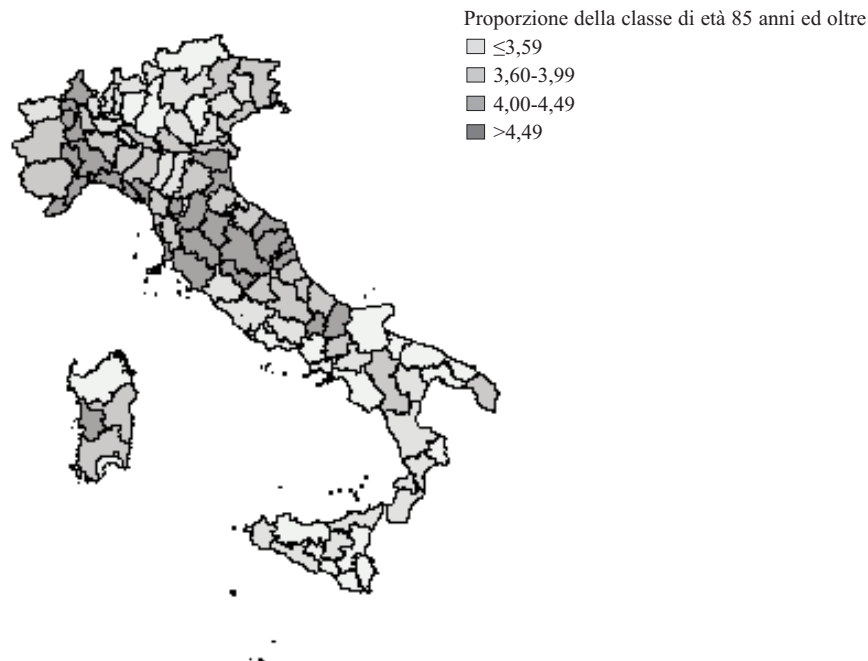 Proporzione della classe di età 85 anni ed oltre
≤3,59
3,60-3,99
4,00-4,49
>4,49